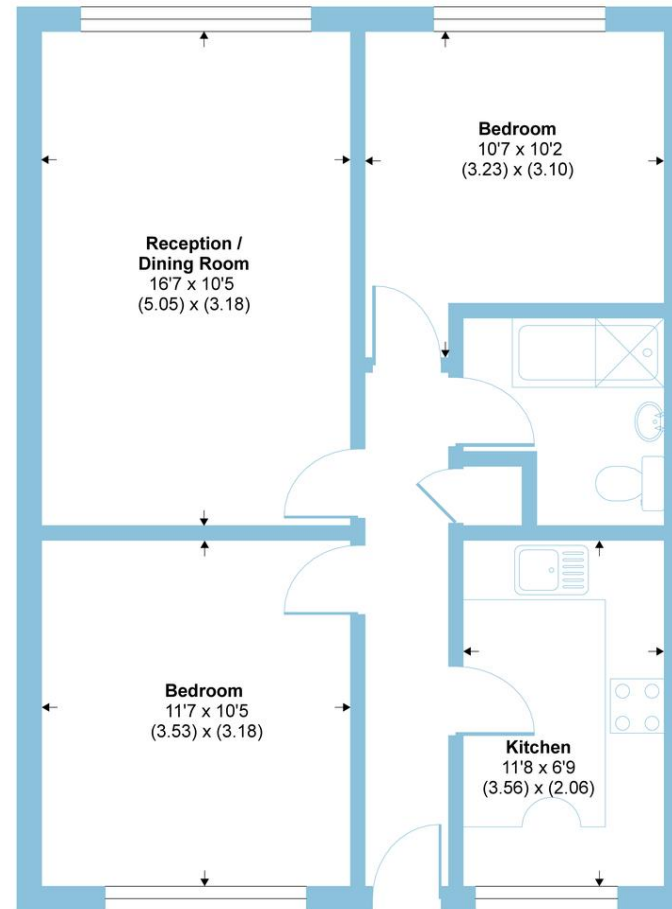 Bedroom
10'7 x 10'2
(3.23) x (3.10)
Reception /
Dining Room
16'7 x 10'5
(5.05) x (3.18)
Bedroom
11'7 x 10'5
(3.53) x (3.18)
Kitchen
11'8 x 6'9
(3.56) x (2.06)